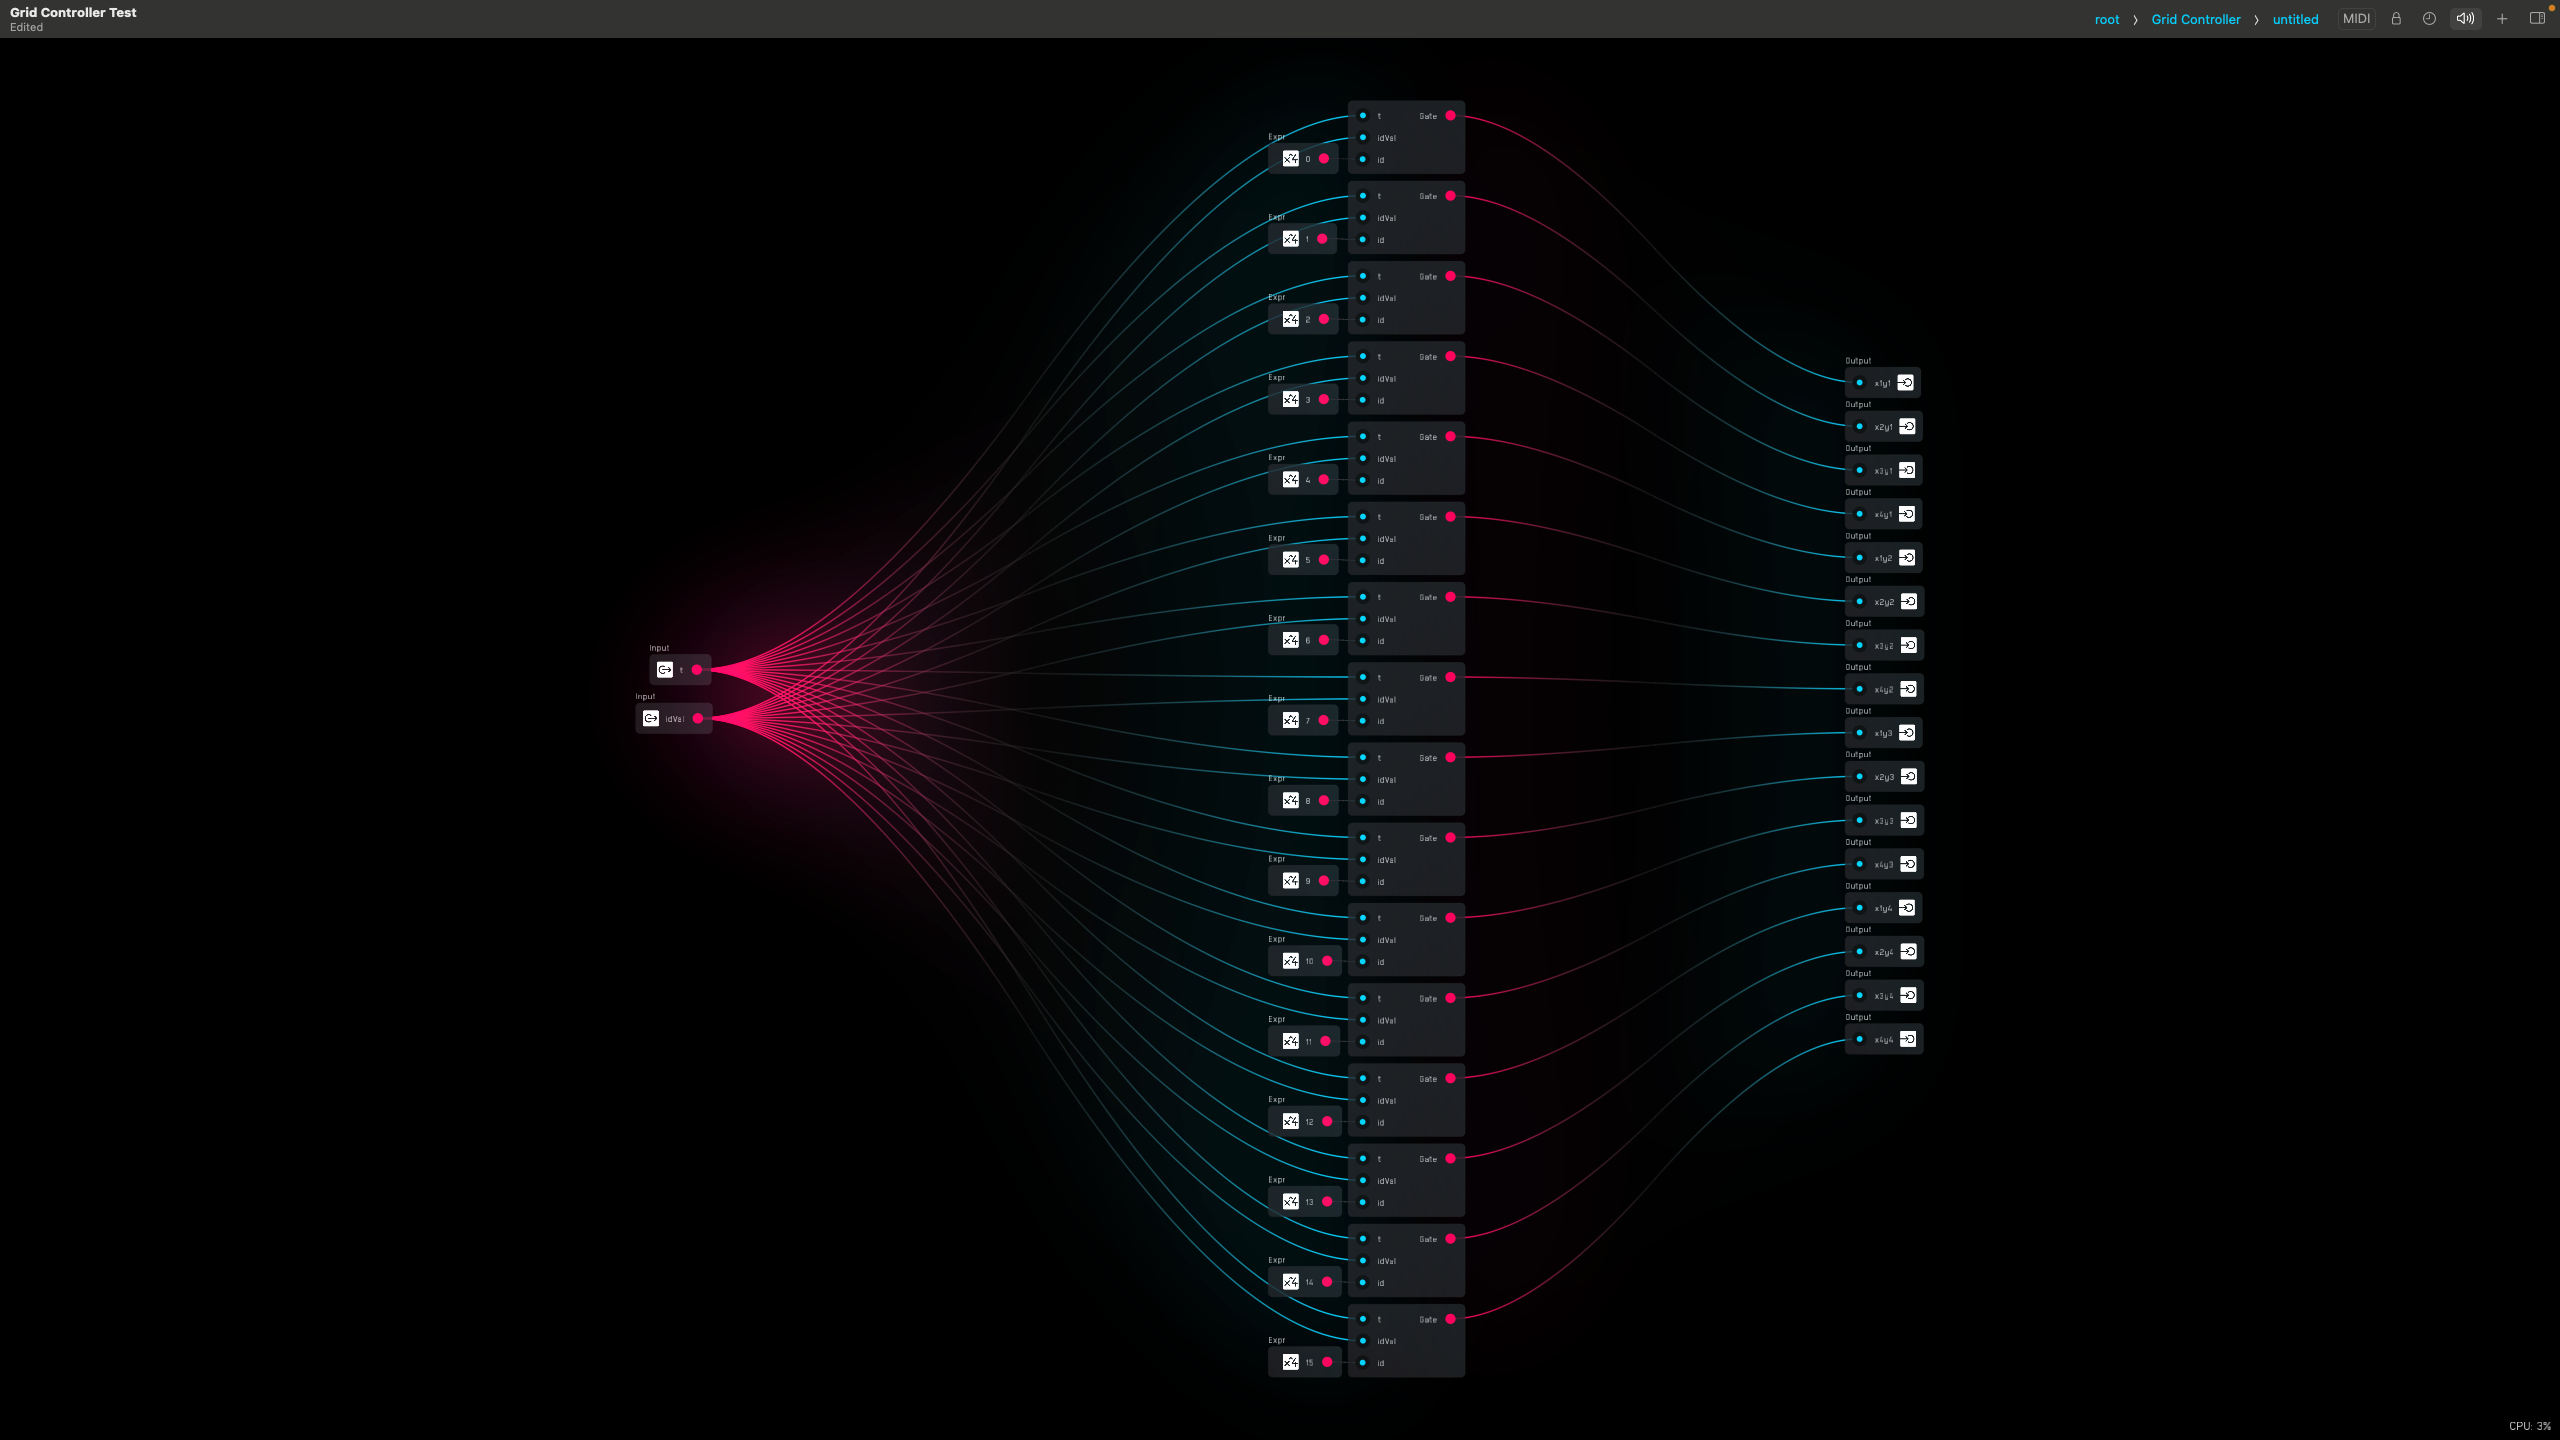 Grid Controller Test
Edited
root › Grid Controller › untitled MIDI
Input
t
Input
idVal
t Gate
idVal
Expr
0 id
t Gate
idVal
Expr
1 id
t Gate
idVal
Expr
2 id
t Gate
idVal
Expr
3 id
t Gate
idVal
Expr
4 id
t Gate
idVal
Expr
5 id
t Gate
idVal
Expr
6 id
t Gate
idVal
Expr
7 id
t Gate
idVal
Expr
8 id
t Gate
idVal
Expr
9 id
t Gate
idVal
Expr
10 id
t Gate
idVal
Expr
11 id
t Gate
idVal
Expr
12 id
t Gate
idVal
Expr
13 id
t Gate
idVal
Expr
14 id
t Gate
idVal
Expr
15 id
Output
x1y1
Output
x2y1
Output
x3y1
Output
x4y1
Output
x1y2
Output
x2y2
Output
x3y2
Output
x4y2
Output
x1y3
Output
x2y3
Output
x3y3
Output
x4y3
Output
x1y4
Output
x2y4
Output
x3y4
Output
x4y4
CPU: 3%